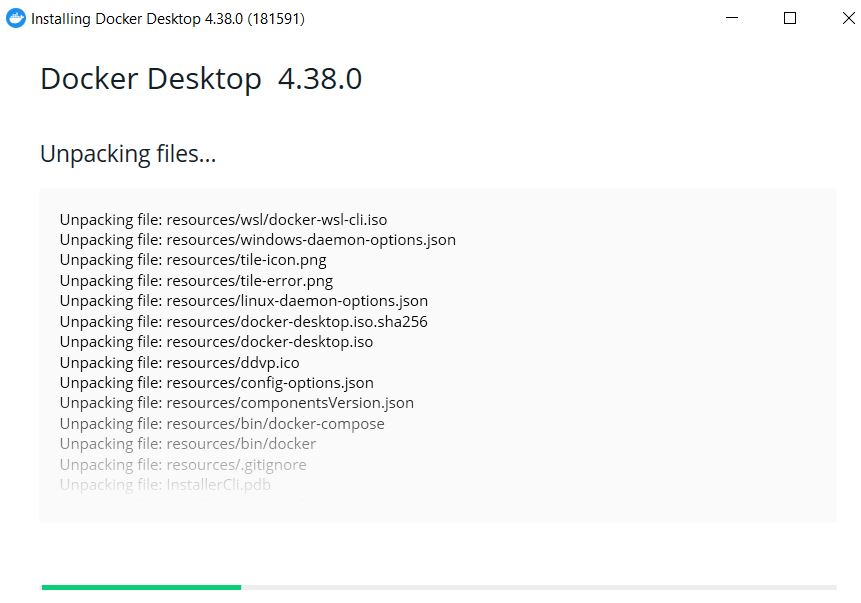 Installing Docker Desktop 4.38.0 (181591)
Docker Desktop 4.38.0
Unpacking files...
Unpacking file: resources/wsl/docker-wsl-cli.iso
Unpacking file: resources/windows-daemon-options.json
Unpacking file: resources/tile-icon.png
Unpacking file: resources/tile-error.png
Unpacking file: resources/linux-daemon-options.json
Unpacking file: resources/docker-desktop.iso.sha256
Unpacking file: resources/docker-desktop.iso
Unpacking file: resources/ddvp.ico
Unpacking file: resources/config-options.json
Unpacking file: resources/componentsVersion.json
Unpacking file: resources/bin/docker-compose
Unpacking file: resources/bin/docker
Unpacking file: resources/.gitignore
Unpacking file: InstallerCli.pdb